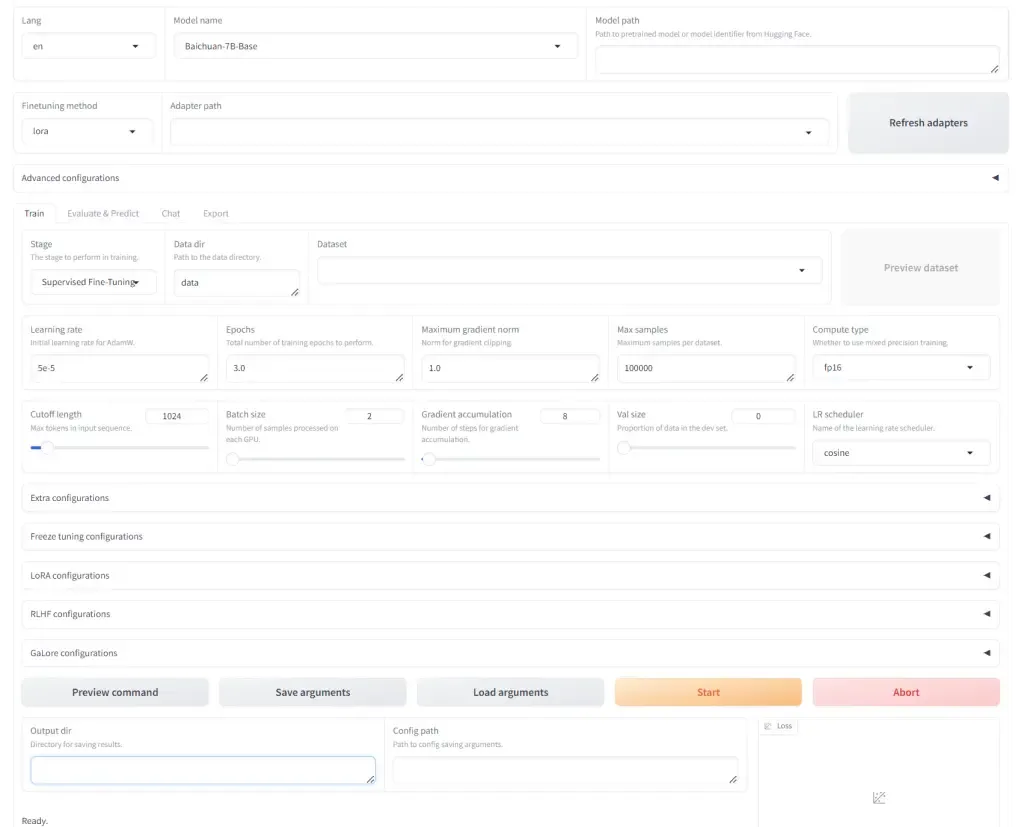 Lang
en
Model name
Baichuan-7B-Base
Model path
Path to pretrained model or model identifier from Hugging Face.
Finetuning method
lora
Adapter path
Refresh adapters
Advanced configurations
Train
Evaluate & Predict
Chat
Export
Stage
The stage to perform in training.
Supervised Fine-Tuning
Data dir
Path to the data directory.
data
Dataset
Preview dataset
Learning rate
Initial learning rate for AdamW.
5e-5
Epochs
Total number of training epochs to perform.
3.0
Maximum gradient norm
Norm for gradient clipping.
1.0
Max samples
Maximum samples per dataset.
100000
Compute type
Whether to use mixed precision training.
fp16
Cutoff length
1024
Max tokens in input sequence.
Batch size
2
Number of samples processed on
each GPU.
Gradient accumulation
8
Number of steps for gradient
accumulation.
Val size
0
Proportion of data in the dev set.
LR scheduler
Name of the learning rate scheduler.
cosine
Extra configurations
Freeze tuning configurations
LoRA configurations
RLHF configurations
GaLore configurations
Preview command
Save arguments
Load arguments
Start
Abort
Output dir
Directory for saving results.
Config path
Path to config saving arguments.
Loss
Ready.